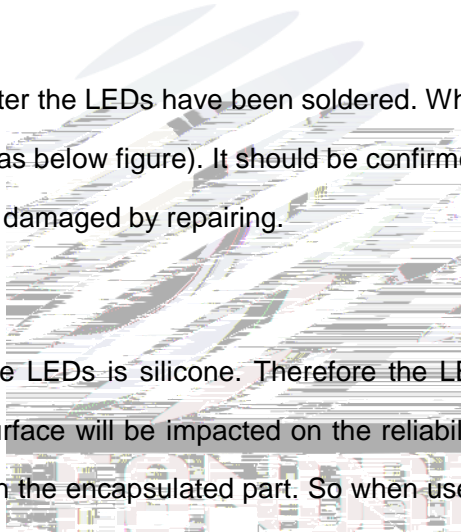 ter the LEDs have been soldered. Wh
as below figure). It should be confirme
damaged by repairing.
e LEDs is silicone. Therefore the LE
urface will be impacted on the reliabil
n the encapsulated part. So when use